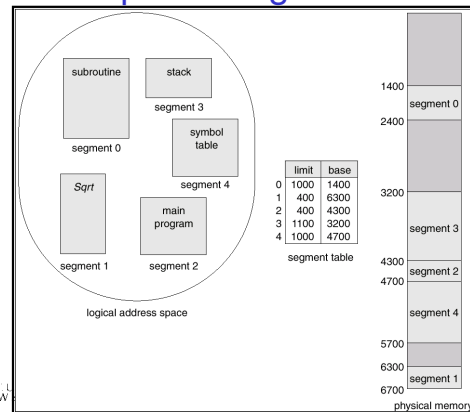 subroutine
segment 0
stack
segment 3
symbol
table
segment 4
Sqrt
segment 1
main
program
segment 2
logical address space
limit base
0 1000 1400
1 400 6300
2 400 4300
3 1100 3200
4 1000 4700
segment table
1400
segment 0
2400
3200
segment 3
4300
segment 2
4700
segment 4
5700
6300
segment 1
6700
physical memory